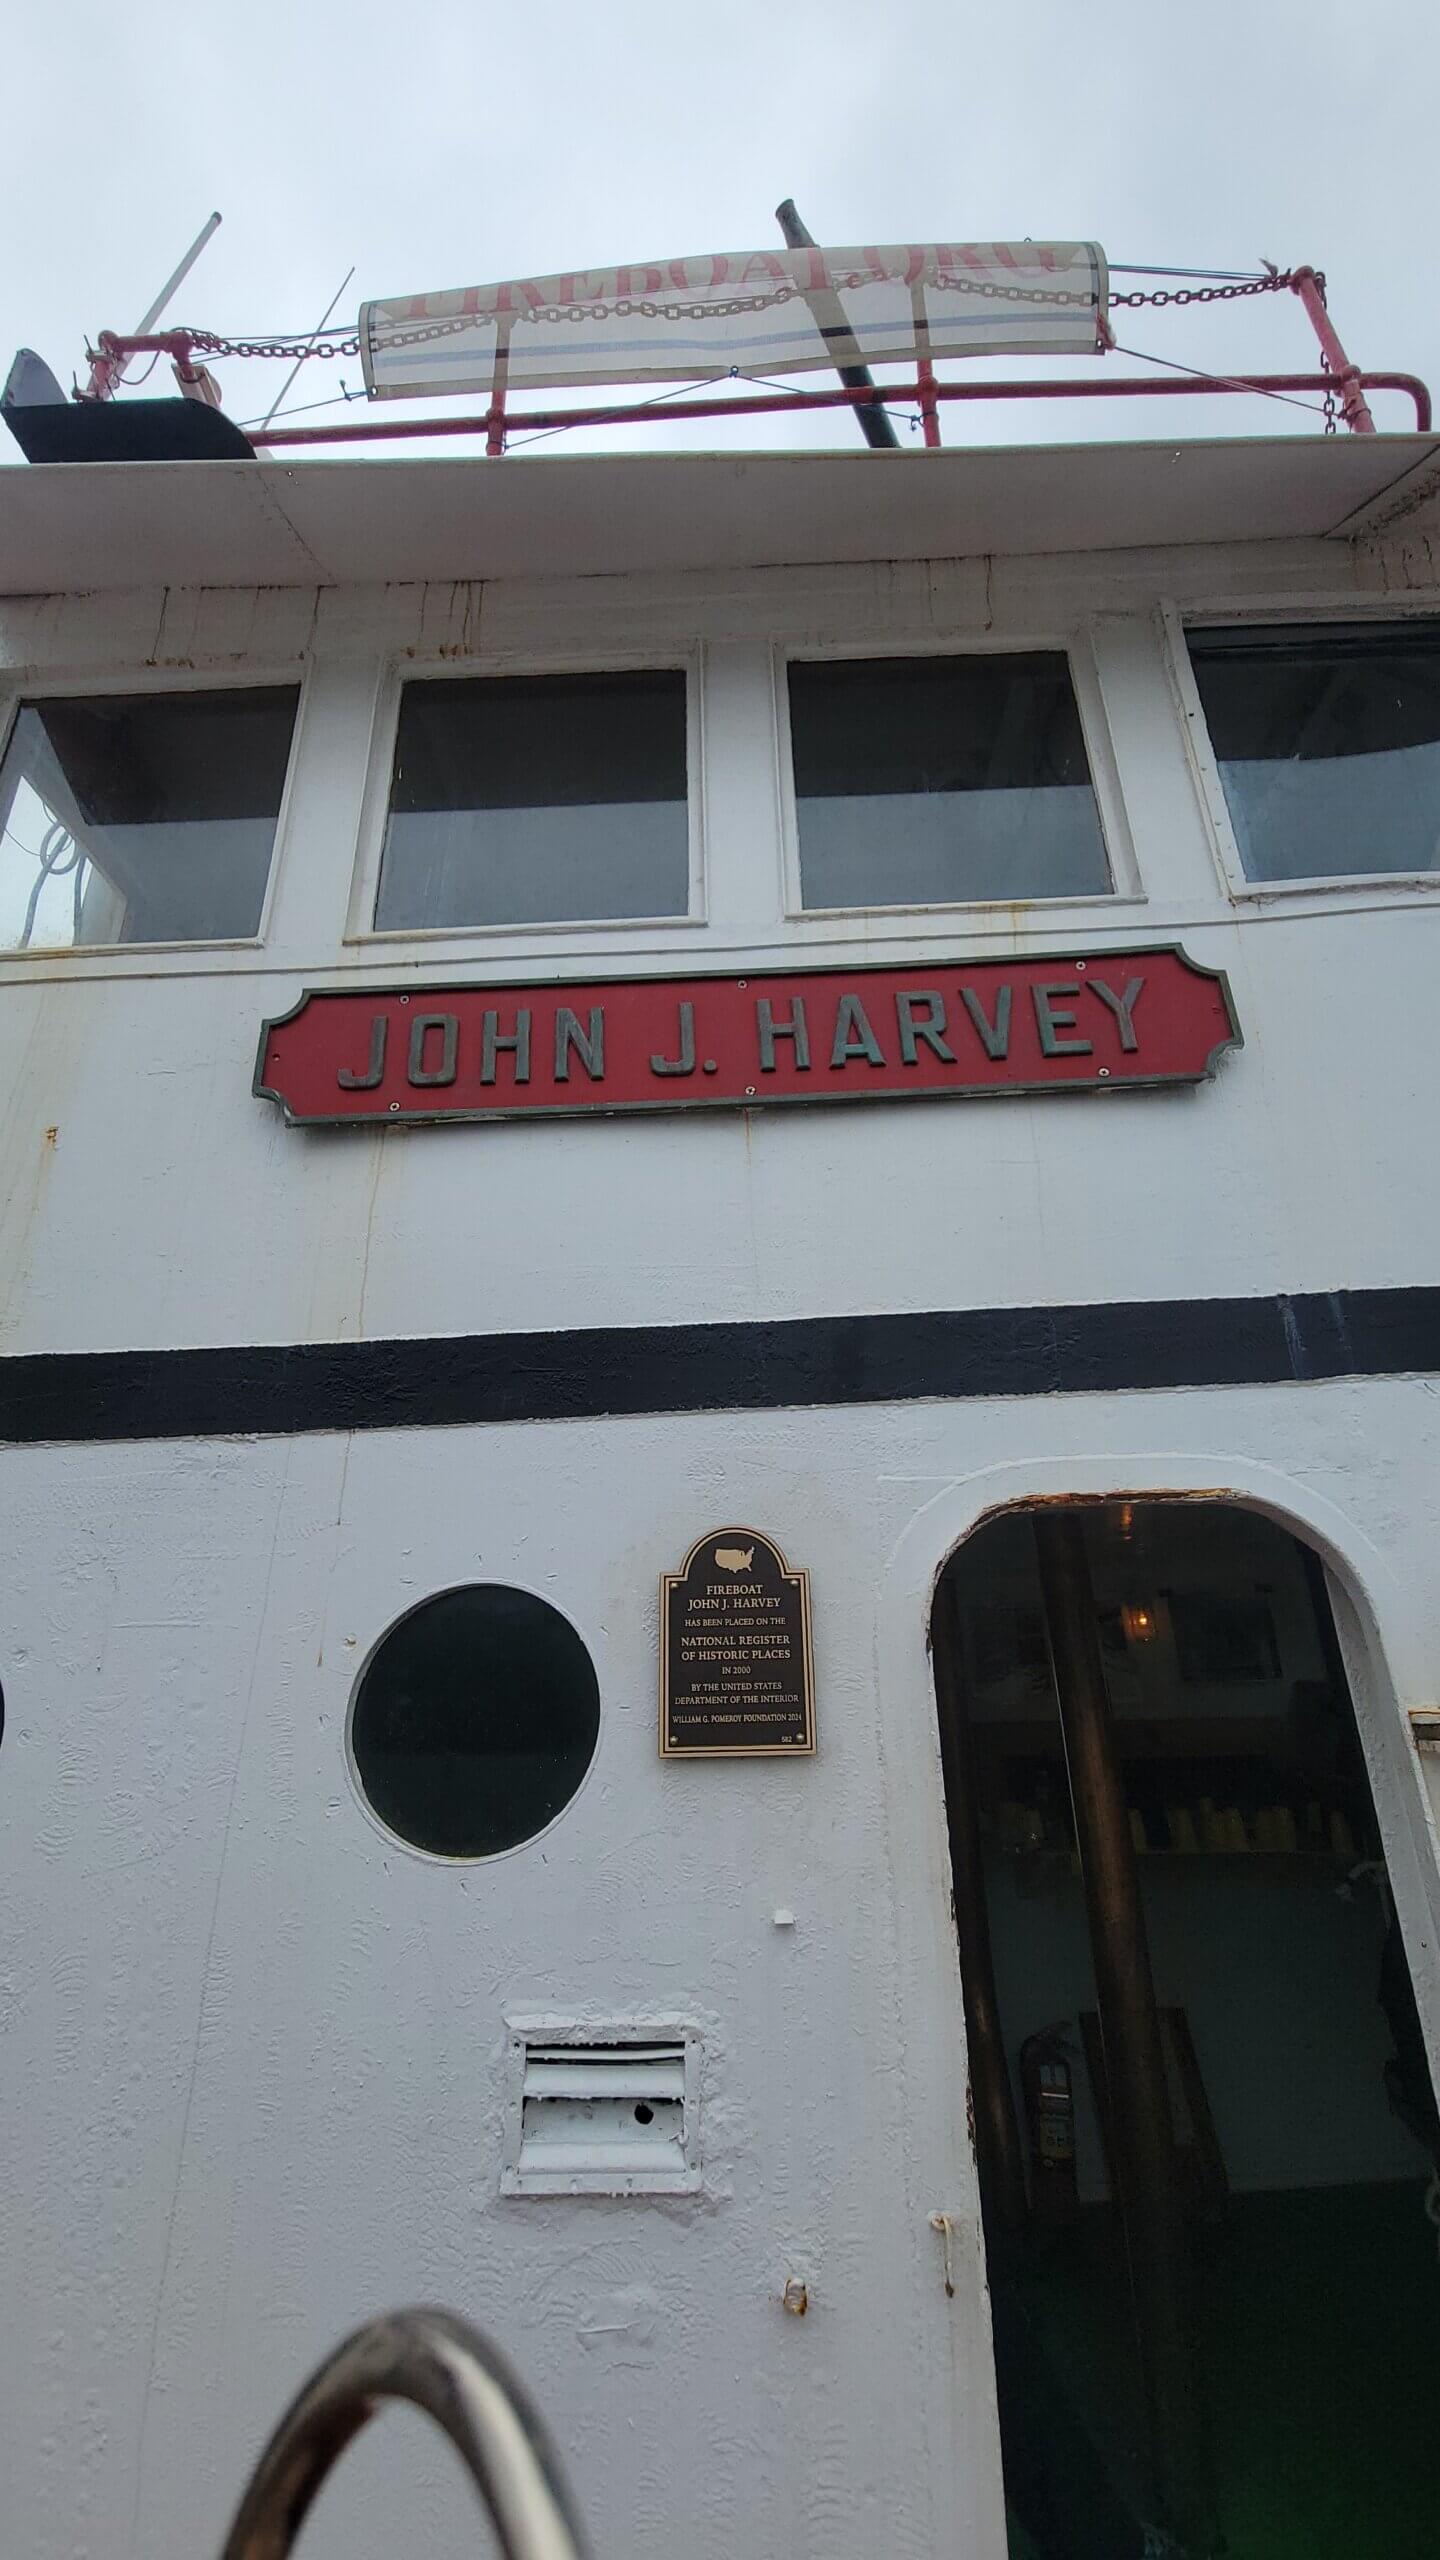 FIREBOAT.ORG
JOHN J. HARVEY
FIREBOAT
JOHN J. HARVEY
HAS BEEN PLACED ON THE
NATIONAL REGISTER
OF HISTORIC PLACES
IN 2000
BY THE UNITED STATES
DEPARTMENT OF THE INTERIOR
WILLIAM G. POMEROY FOUNDATION 2024
582